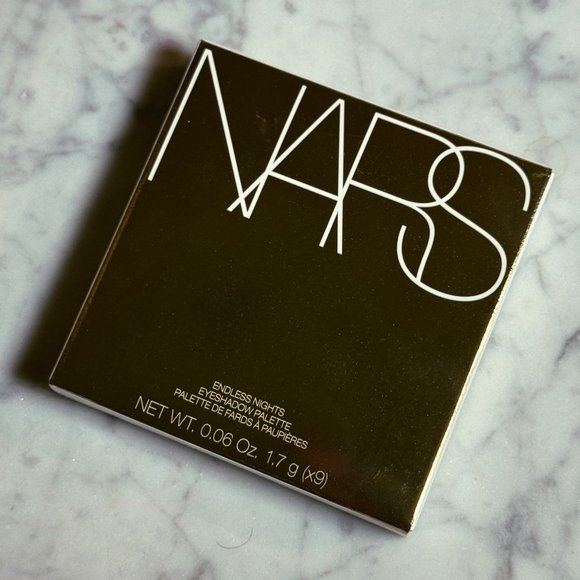 NARS
ENDLESS NIGHTS
EYESHADOW PALETTE
PALETTE DE FARDS À PAUPIÈRES
NET WT. 0.06 Oz. 1.7 g (x9)